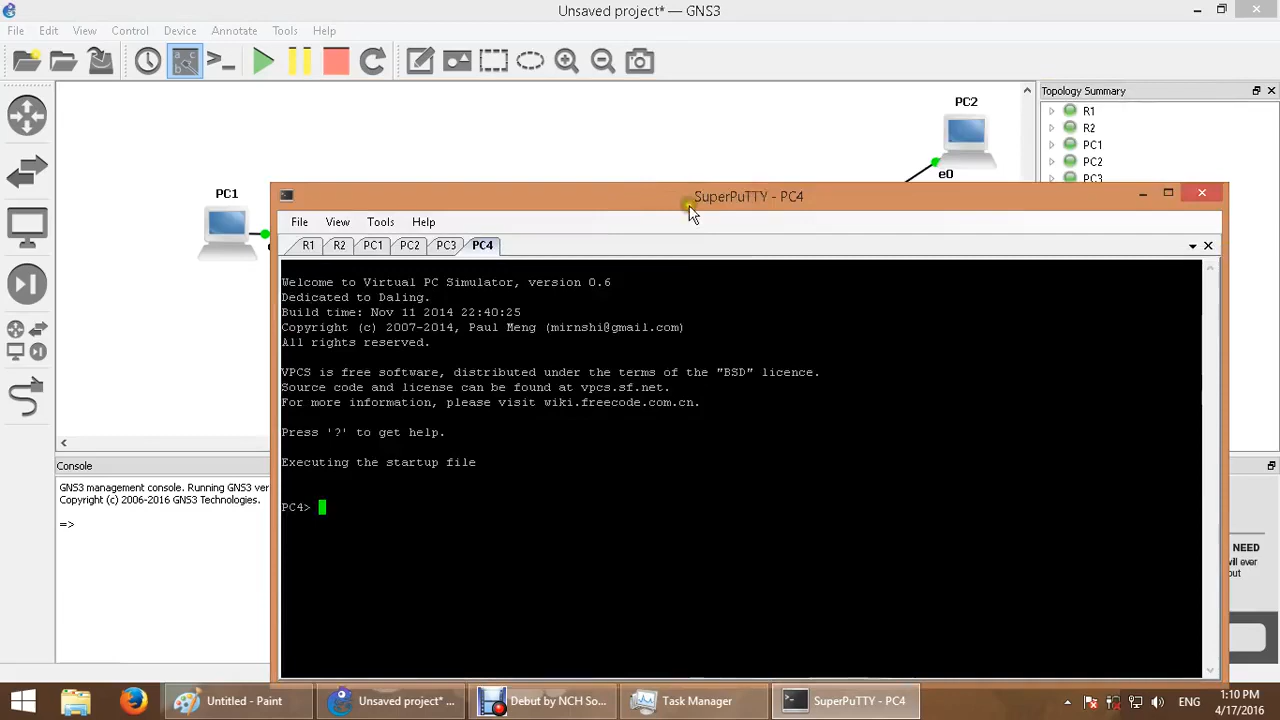 Unsaved project* — GNS3
File Edit View Control Device Annotate Tools Help
Topology Summary
R1
R2
PC1
PC2
PC3
PC2
e0
PC1
SuperPuTTY - PC4
File View Tools Help
R1 R2 PC1 PC2 PC3 PC4
Welcome to Virtual PC Simulator, version 0.6
Dedicated to Daling.
Build time: Nov 11 2014 22:40:25
Copyright (c) 2007-2014, Paul Meng (mirnshi@gmail.com)
All rights reserved.
VPCS is free software, distributed under the terms of the "BSD" licence.
Source code and license can be found at vpcs.sf.net.
For more information, please visit wiki.freecode.com.cn.
Press '?' to get help.
Executing the startup file
PC4>
Console
GNS3 management console. Running GNS3 ver
Copyright (c) 2006-2016 GNS3 Technologies.
=>
NEED
will ever
out
Untitled - Paint
Unsaved project* ...
Debut by NCH So...
Task Manager
SuperPuTTY - PC4
ENG
1:10 PM
4/17/2016